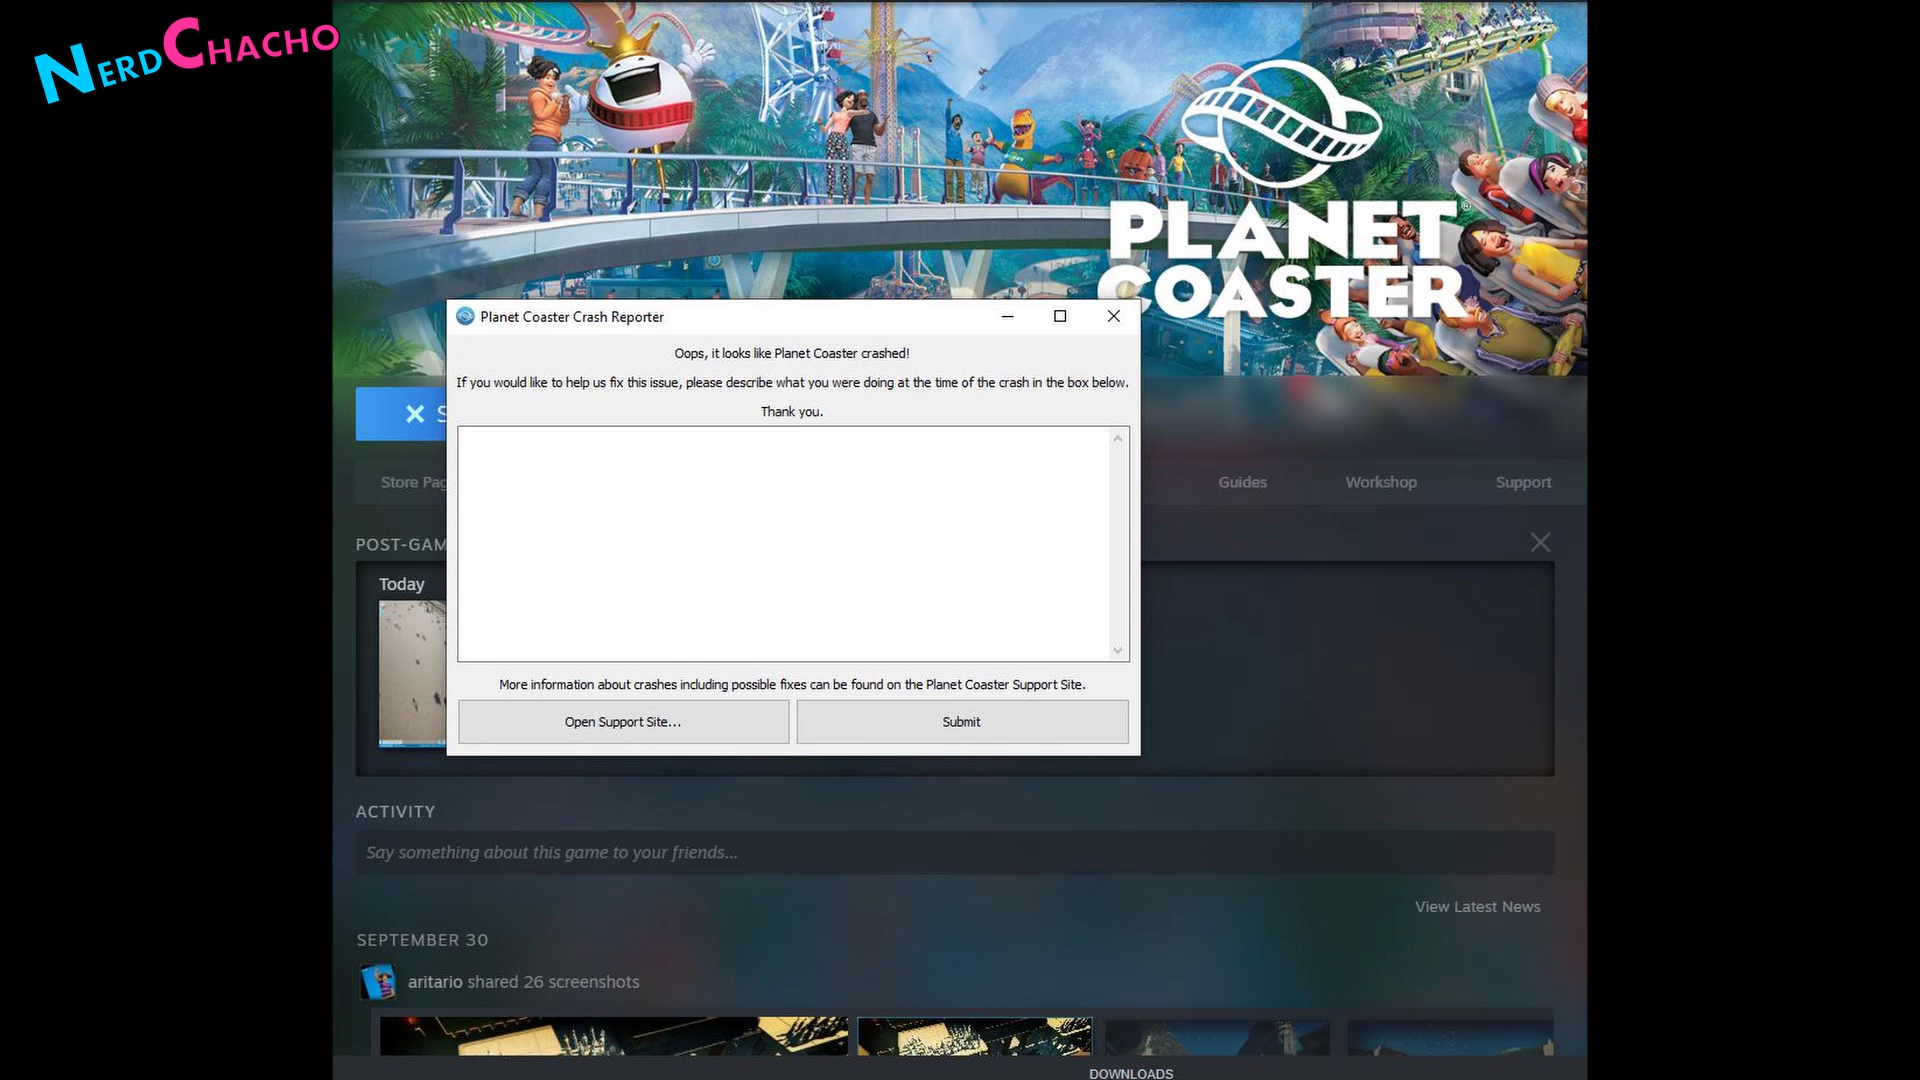 NERDCHACHO
PLANET
COASTER
®
Planet Coaster Crash Reporter
Oops, it looks like Planet Coaster crashed!
If you would like to help us fix this issue, please describe what you were doing at the time of the crash in the box below.
Thank you.
Store Pag
Guides
Workshop
Support
POST-GAM
Today
More information about crashes including possible fixes can be found on the Planet Coaster Support Site.
Open Support Site...
Submit
ACTIVITY
Say something about this game to your friends...
View Latest News
SEPTEMBER 30
aritario shared 26 screenshots
DOWNLOADS